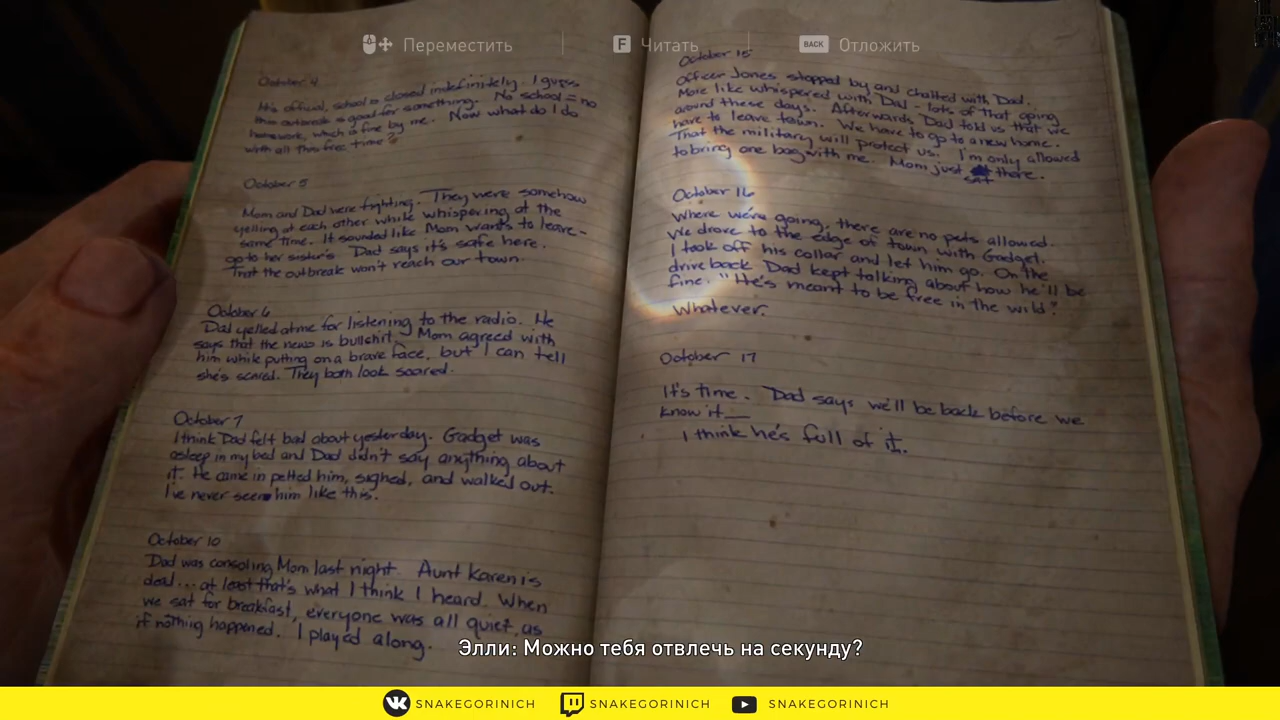 Переместить
F Читать
BACK Отложить
October 4
It's official, school is closed indefinitely. I guess
this outbreak is good for something. No school = no
homework, which is fine by me. Now what do I do
with all this free time?
October 5
Mom and Dad were fighting. They were somehow
yelling at each other while whispering at the
same time. It sounded like Mom wants to leave -
go to her sister's. Dad says it's safe here.
That the outbreak won't reach our town.
October 6
Dad yelled at me for listening to the radio. He
says that the news is bullshit. Mom agreed with
him while putting on a brave face, but I can tell
she's scared. They both look scared.
October 7
I think Dad felt bad about yesterday. Gadget was
asleep in my bed and Dad didn't say anything about
it. He came in petted him, sighed, and walked out.
I've never seen him like this.
October 10
Dad was consoling Mom last night. Aunt Karen is
dead... at least that's what I think I heard. When
we sat for breakfast, everyone was all quiet, as
if nothing happened. I played along.
October 15
Officer Jones stopped by and chatted with Dad.
More like whispered with Dad - lots of that going
around these days. Afterwards Dad told us that we
have to leave town. We have to go to a new home.
That the military will protect us. I'm only allowed
to bring one bag with me. Mom just sat there.
October 16
Where we're going, there are no pets allowed.
We drove to the edge of town with Gadget.
I took off his collar and let him go. On the
drive back Dad kept talking about how he'll be
fine. "He's meant to be free in the wild".
Whatever.
October 17
It's time. Dad says we'll be back before we
know it__
I think he's full of it.
Элли: Можно тебя отвлечь на секунду?
SNAKEGORINICH
SNAKEGORINICH
SNAKEGORINICH